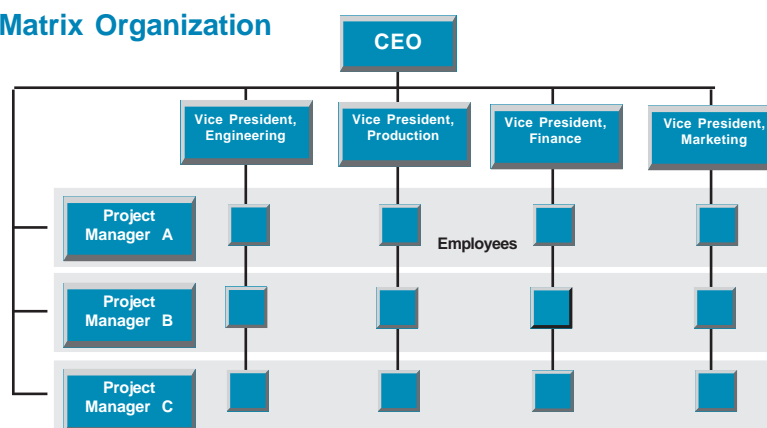 Matrix Organization
CEO
Vice President,
Engineering
Vice President,
Production
Vice President,
Finance
Vice President,
Marketing
Project
Manager A
Employees
Project
Manager B
Project
Manager C